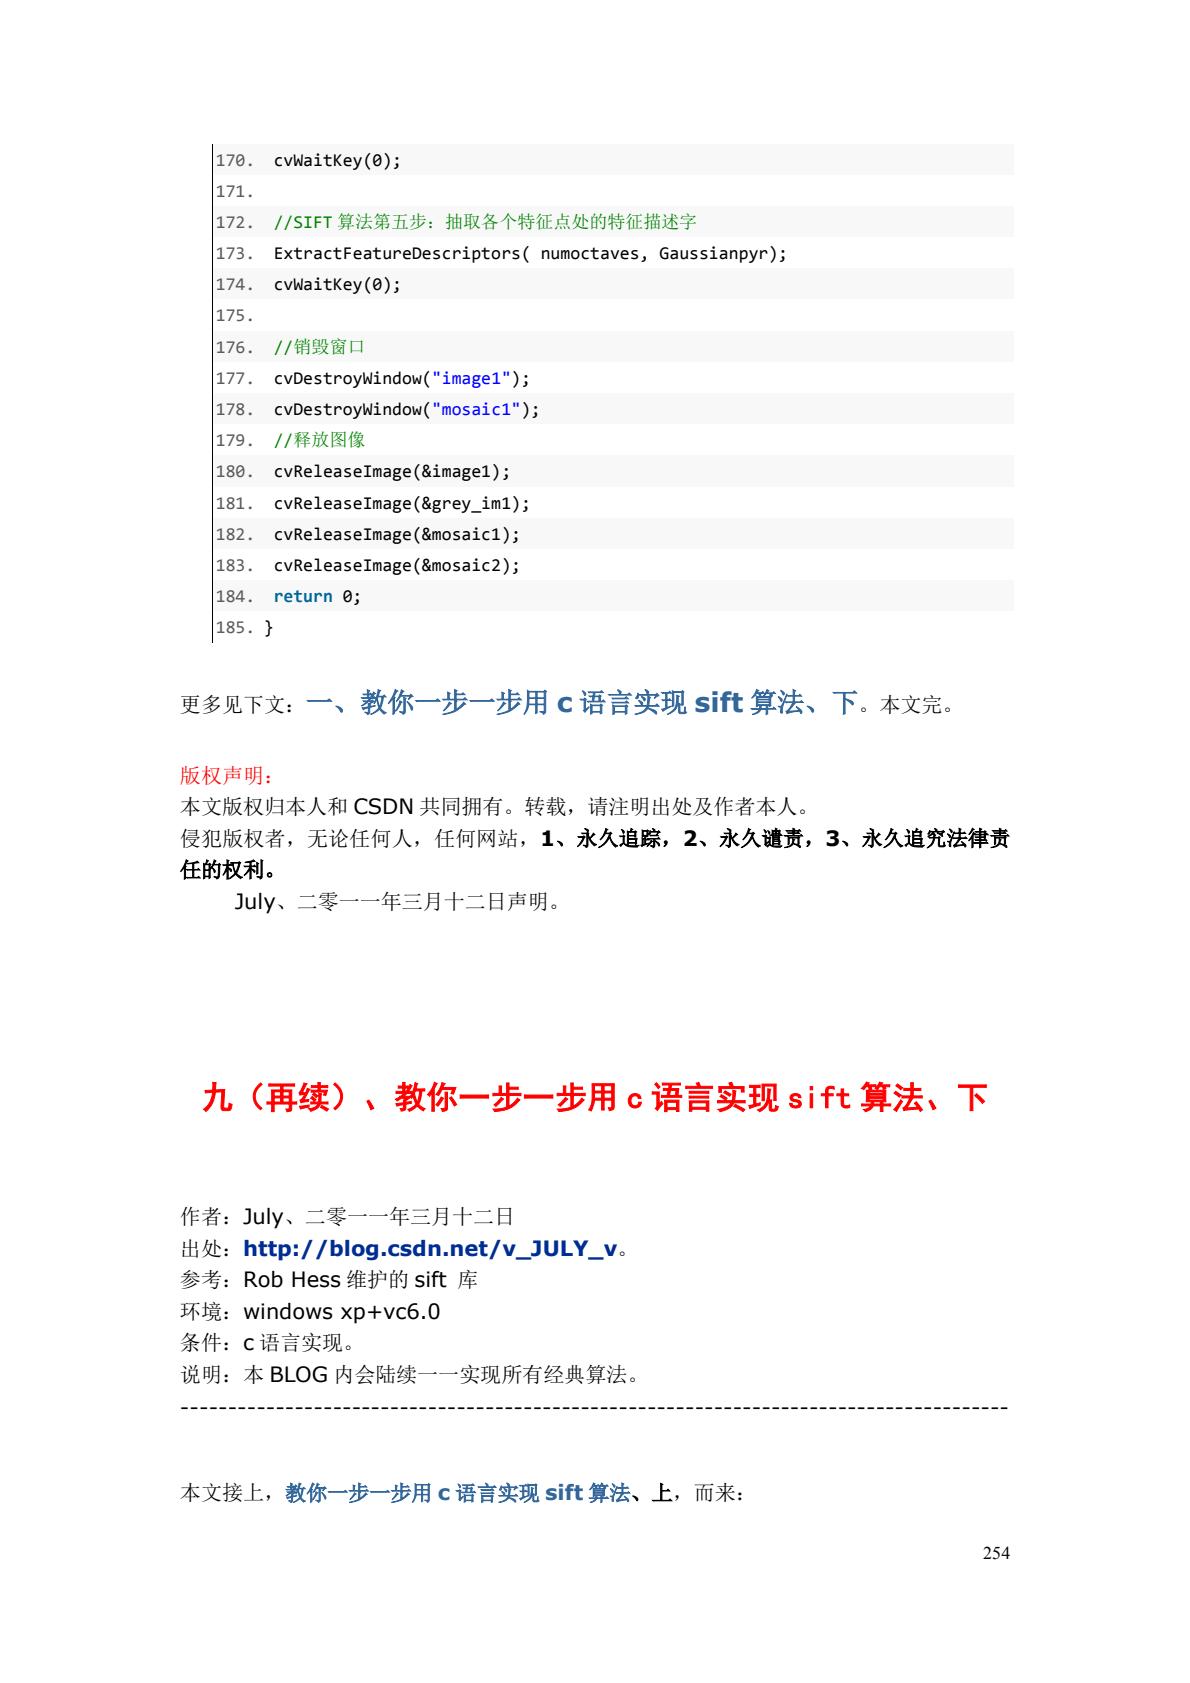 170. cvWaitKey(0);
171.
172. //SIFT 算法第五步：抽取各个特征点处的特征描述字
173. ExtractFeatureDescriptors( numoctaves, Gaussianpyr);
174. cvWaitKey(0);
175.
176. //销毁窗口
177. cvDestroyWindow("image1");
178. cvDestroyWindow("mosaic1");
179. //释放图像
180. cvReleaseImage(&image1);
181. cvReleaseImage(&grey_im1);
182. cvReleaseImage(&mosaic1);
183. cvReleaseImage(&mosaic2);
184. return 0;
185. }
更多见下文：一、教你一步一步用 c 语言实现 sift 算法、下。本文完。
版权声明：
本文版权归本人和 CSDN 共同拥有。转载，请注明出处及作者本人。
侵犯版权者，无论任何人，任何网站，1、永久追踪，2、永久谴责，3、永久追究法律责
任的权利。
July、二零一一年三月十二日声明。
九（再续）、教你一步一步用 c 语言实现 sift 算法、下
作者：July、二零一一年三月十二日
出处：http://blog.csdn.net/v_JULY_v。
参考：Rob Hess 维护的 sift 库
环境：windows xp+vc6.0
条件：c 语言实现。
说明：本 BLOG 内会陆续一一实现所有经典算法。
----------------------------------------------------------------------------------------
本文接上，教你一步一步用 c 语言实现 sift 算法、上，而来：
254